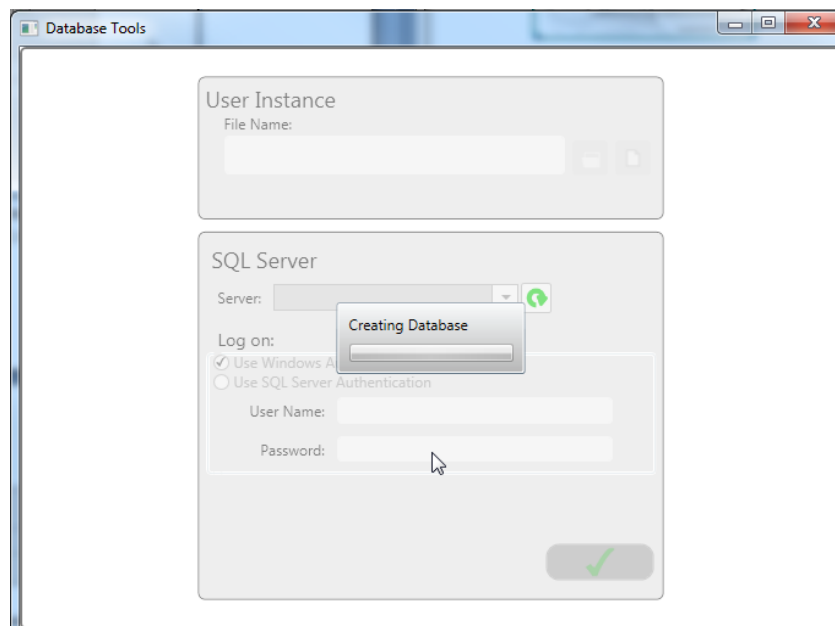 Database Tools
User Instance
File Name:
SQL Server
Server:
Creating Database
Log on:
Use Windows A
Use SQL Server Authentication
User Name:
Password: